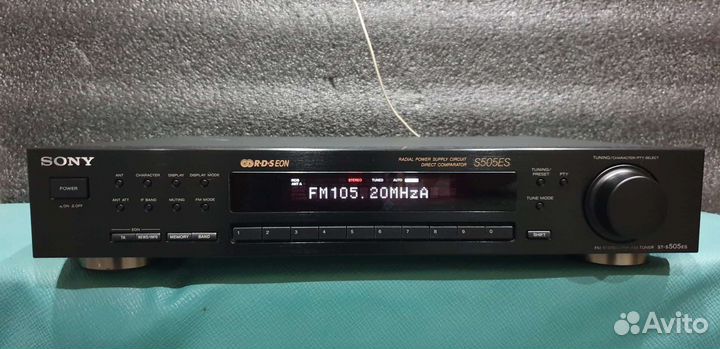 SONY
R·D·S EON
RADIAL POWER SUPPLY CIRCUIT
DIRECT COMPARATOR
S505ES
TUNING/CHARACTER/PTY SELECT
POWER
ANT CHARACTER DISPLAY DISPLAY MODE
STEREO TUNED AUTO
ANT A
TUNING/
PRESET
PTY
FM105.20MHzA
ON OFF
ANT ATT IF BAND MUTING FM MODE
TUNE MODE
EON
TA NEWS/INFO MEMORY BAND
1 2 3 4 5 6 7 8 9 0
SHIFT
TUNER ST-S505ES
Avito